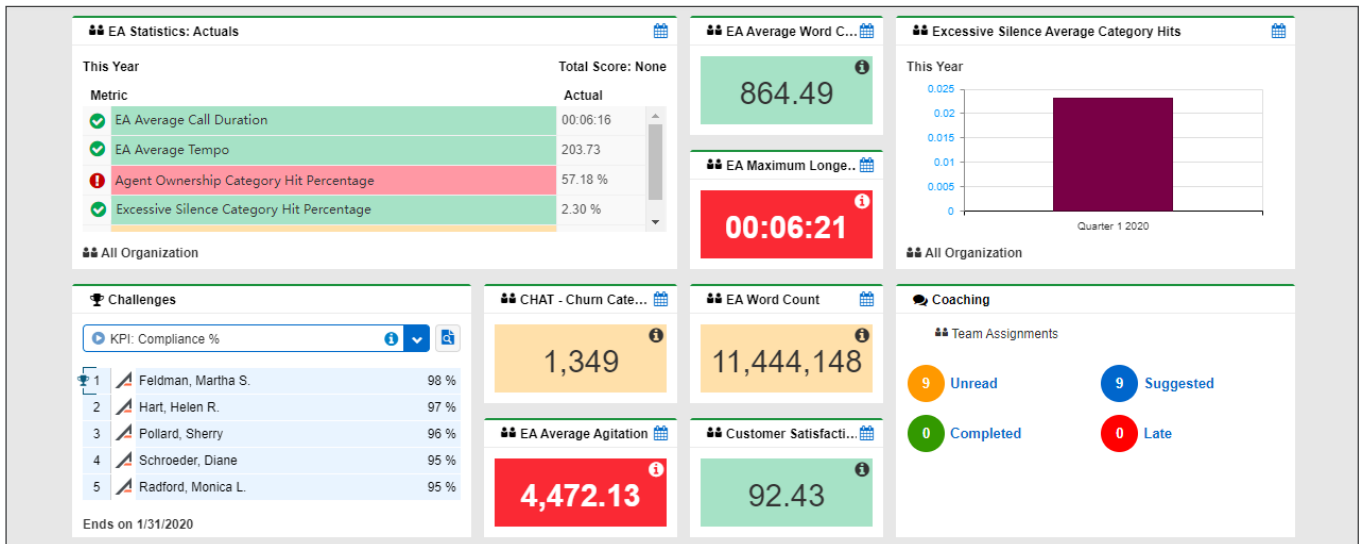 EA Statistics: Actuals
This Year Total Score: None
Metric Actual
EA Average Call Duration 00:06:16
EA Average Tempo 203.73
Agent Ownership Category Hit Percentage 57.18 %
Excessive Silence Category Hit Percentage 2.30 %
All Organization
EA Average Word C...
864.49
EA Maximum Longe..
00:06:21
Excessive Silence Average Category Hits
This Year
0.025
0.02
0.015
0.01
0.005
0
Quarter 1 2020
All Organization
Challenges
KPI: Compliance %
1 Feldman, Martha S. 98 %
2 Hart, Helen R. 97 %
3 Pollard, Sherry 96 %
4 Schroeder, Diane 95 %
5 Radford, Monica L. 95 %
Ends on 1/31/2020
CHAT - Churn Cate...
1,349
EA Average Agitation
4,472.13
EA Word Count
11,444,148
Customer Satisfacti...
92.43
Coaching
Team Assignments
9 Unread 9 Suggested
0 Completed 0 Late